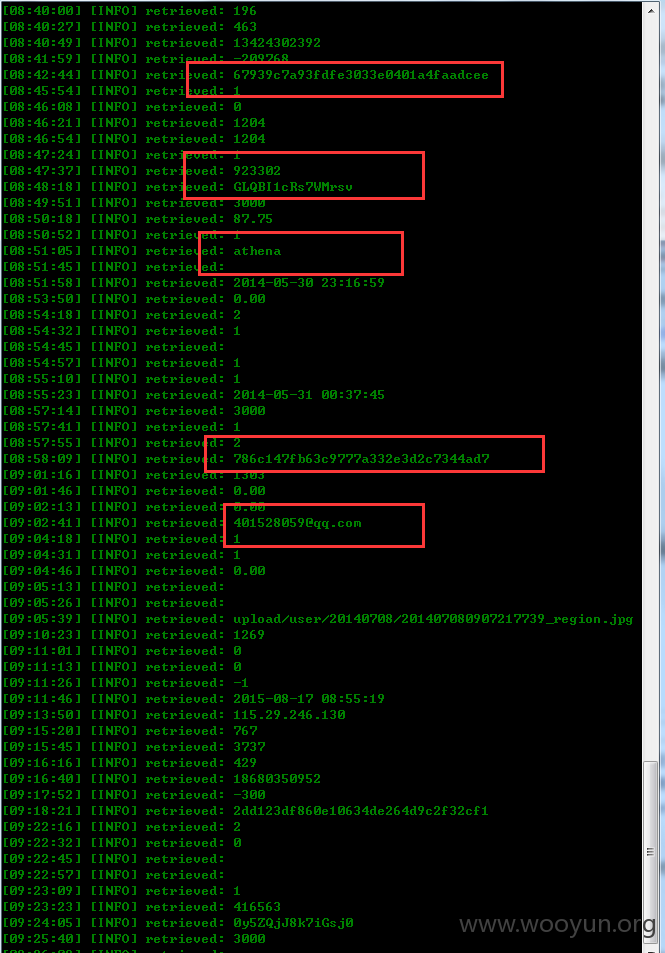 [08:40:00] [INFO] retrieved: 196
[08:40:27] [INFO] retrieved: 463
[08:40:49] [INFO] retrieved: 13424302392
[08:41:59] [INFO] retrieved: -209768
[08:42:44] [INFO] retrieved: 67939c7a93fdfe3033e0401a4faadcee
[08:45:54] [INFO] retrieved: 1
[08:46:08] [INFO] retrieved: 0
[08:46:21] [INFO] retrieved: 1204
[08:46:54] [INFO] retrieved: 1204
[08:47:24] [INFO] retrieved: 1
[08:47:37] [INFO] retrieved: 923302
[08:48:18] [INFO] retrieved: GLQBI1cRs7WMrsv
[08:49:51] [INFO] retrieved: 3000
[08:50:18] [INFO] retrieved: 87.75
[08:50:52] [INFO] retrieved: 1
[08:51:05] [INFO] retrieved: athena
[08:51:45] [INFO] retrieved:
[08:51:58] [INFO] retrieved: 2014-05-30 23:16:59
[08:53:50] [INFO] retrieved: 0.00
[08:54:18] [INFO] retrieved: 2
[08:54:32] [INFO] retrieved: 1
[08:54:45] [INFO] retrieved:
[08:54:57] [INFO] retrieved: 1
[08:55:10] [INFO] retrieved: 1
[08:55:23] [INFO] retrieved: 2014-05-31 00:37:45
[08:57:14] [INFO] retrieved: 3000
[08:57:41] [INFO] retrieved: 1
[08:57:55] [INFO] retrieved: 2
[08:58:09] [INFO] retrieved: 786c147fb63c9777a332e3d2c7344ad7
[09:01:16] [INFO] retrieved: 1303
[09:01:46] [INFO] retrieved: 0.00
[09:02:13] [INFO] retrieved: 0.00
[09:02:41] [INFO] retrieved: 401528059@qq.com
[09:04:18] [INFO] retrieved: 1
[09:04:31] [INFO] retrieved: 1
[09:04:46] [INFO] retrieved: 0.00
[09:05:13] [INFO] retrieved:
[09:05:26] [INFO] retrieved:
[09:05:39] [INFO] retrieved: upload/user/20140708/201407080907217739_region.jpg
[09:10:23] [INFO] retrieved: 1269
[09:11:01] [INFO] retrieved: 0
[09:11:13] [INFO] retrieved: 0
[09:11:26] [INFO] retrieved: -1
[09:11:46] [INFO] retrieved: 2015-08-17 08:55:19
[09:13:50] [INFO] retrieved: 115.29.246.130
[09:15:20] [INFO] retrieved: 767
[09:15:45] [INFO] retrieved: 3737
[09:16:16] [INFO] retrieved: 429
[09:16:40] [INFO] retrieved: 18680350952
[09:17:52] [INFO] retrieved: -300
[09:18:21] [INFO] retrieved: 2dd123df860e10634de264d9c2f32cf1
[09:22:16] [INFO] retrieved: 2
[09:22:32] [INFO] retrieved: 0
[09:22:45] [INFO] retrieved:
[09:22:57] [INFO] retrieved:
[09:23:09] [INFO] retrieved: 1
[09:23:23] [INFO] retrieved: 416563
[09:24:05] [INFO] retrieved: 0y5ZQjJ8k7iGsj0
[09:25:40] [INFO] retrieved: 3000
www.wooyun.org